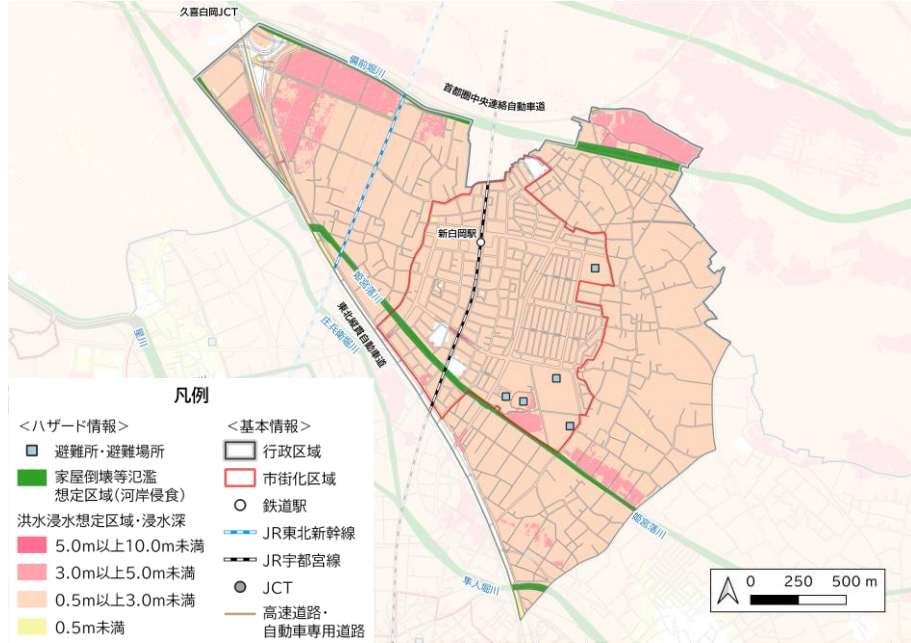 久喜白岡JCT
備前堀川
首都圏中央連絡自動車道
新白岡駅
姫宮落川
東北縦貫自動車道
庄兵衛堀川
星川
姫宮落川
隼人堀川
凡例
<ハザード情報>
避難所・避難場所
家屋倒壊等氾濫
想定区域(河岸侵食)
洪水浸水想定区域・浸水深
5.0m以上10.0m未満
3.0m以上5.0m未満
0.5m以上3.0m未満
0.5m未満
<基本情報>
行政区域
市街化区域
鉄道駅
JR東北新幹線
JR宇都宮線
JCT
高速道路・
自動車専用道路
0 250 500 m